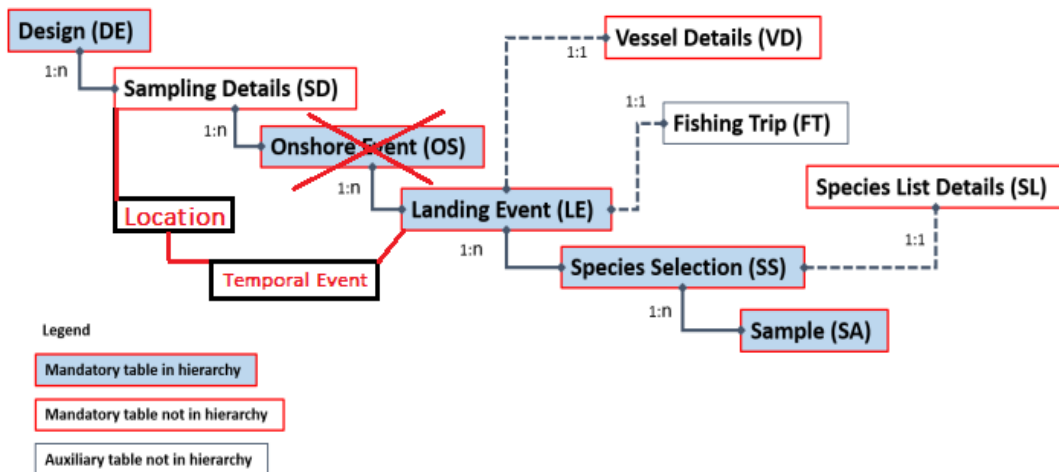 Design (DE)
1:n
Sampling Details (SD)
1:n
Onshore Event (OS)
1:n
Landing Event (LE)
1:1
Vessel Details (VD)
1:1
Fishing Trip (FT)
Species List Details (SL)
1:1
1:n
Species Selection (SS)
1:n
Sample (SA)
Location
Temporal Event
Legend
Mandatory table in hierarchy
Mandatory table not in hierarchy
Auxiliary table not in hierarchy